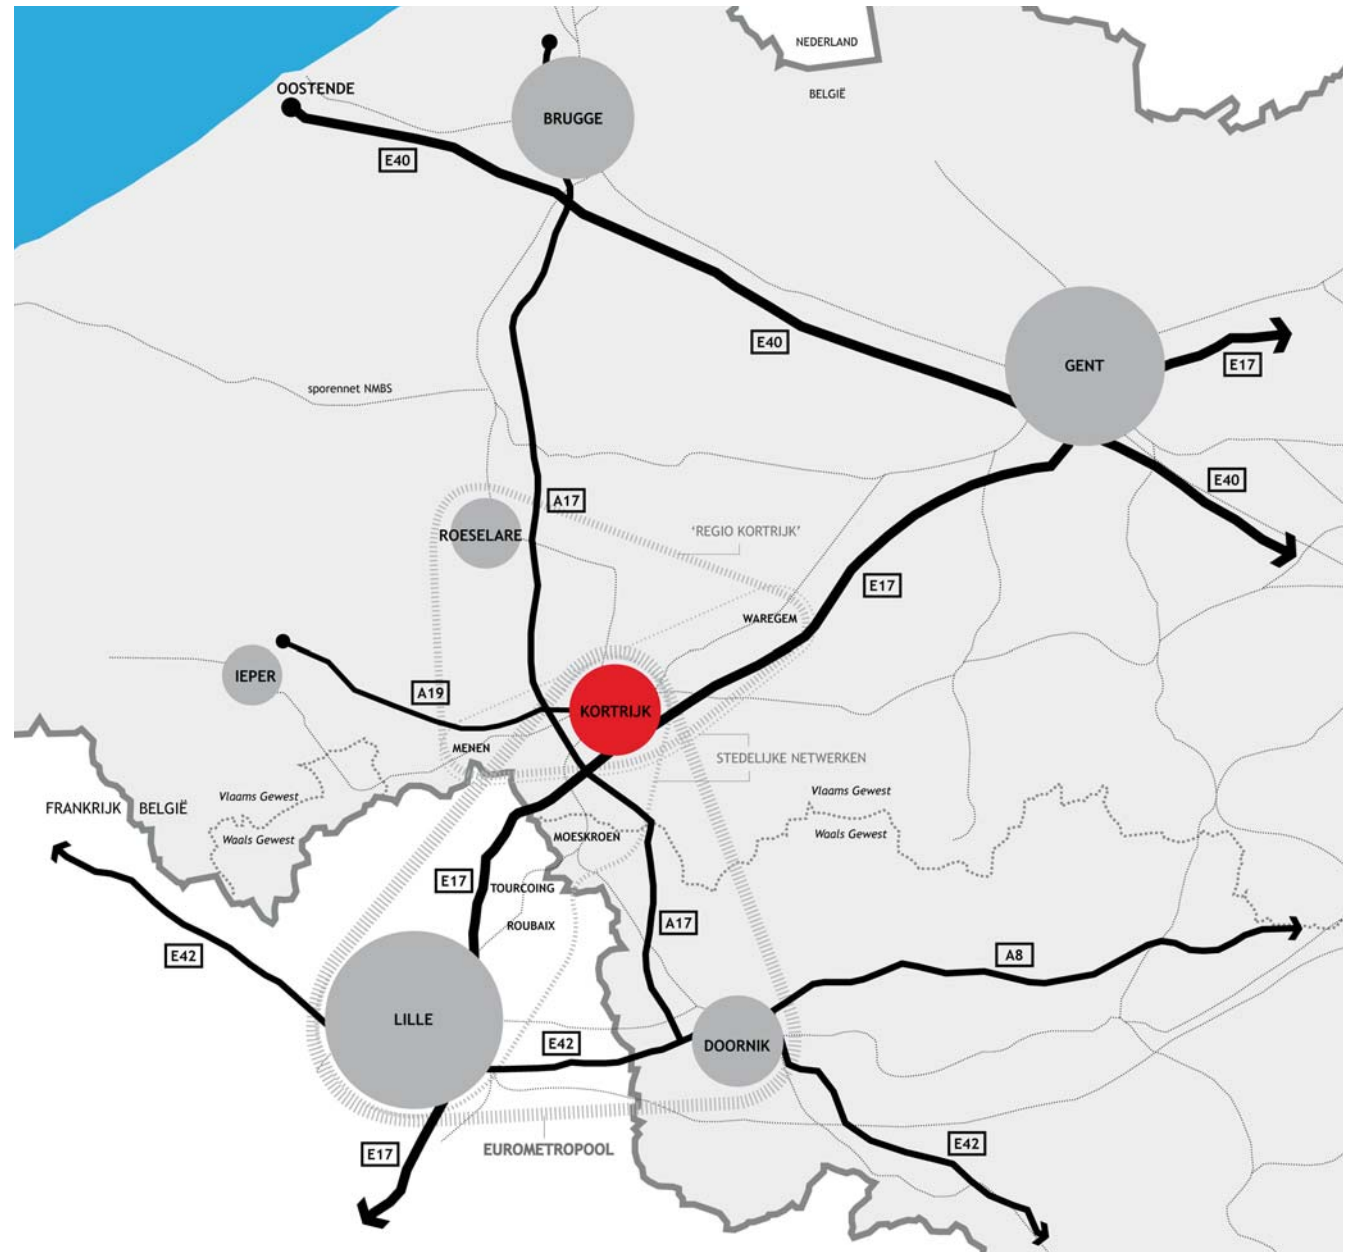 NEDERLAND
BELGIË
OOSTENDE
BRUGGE
E40
E40
GENT
E17
sporennet NMBS
E40
A17
ROESELARE
'REGIO KORTRIJK'
E17
WAREGEM
IEPER
A19
KORTRIJK
MENEN
STEDELIJKE NETWERKEN
Vlaams Gewest
Vlaams Gewest
FRANKRIJK
BELGIË
Waals Gewest
MOESKROEN
Waals Gewest
E17
TOURCOING
ROUBAIX
A17
E42
A8
LILLE
E42
DOORNIK
E17
EUROMETROPOOL
E42